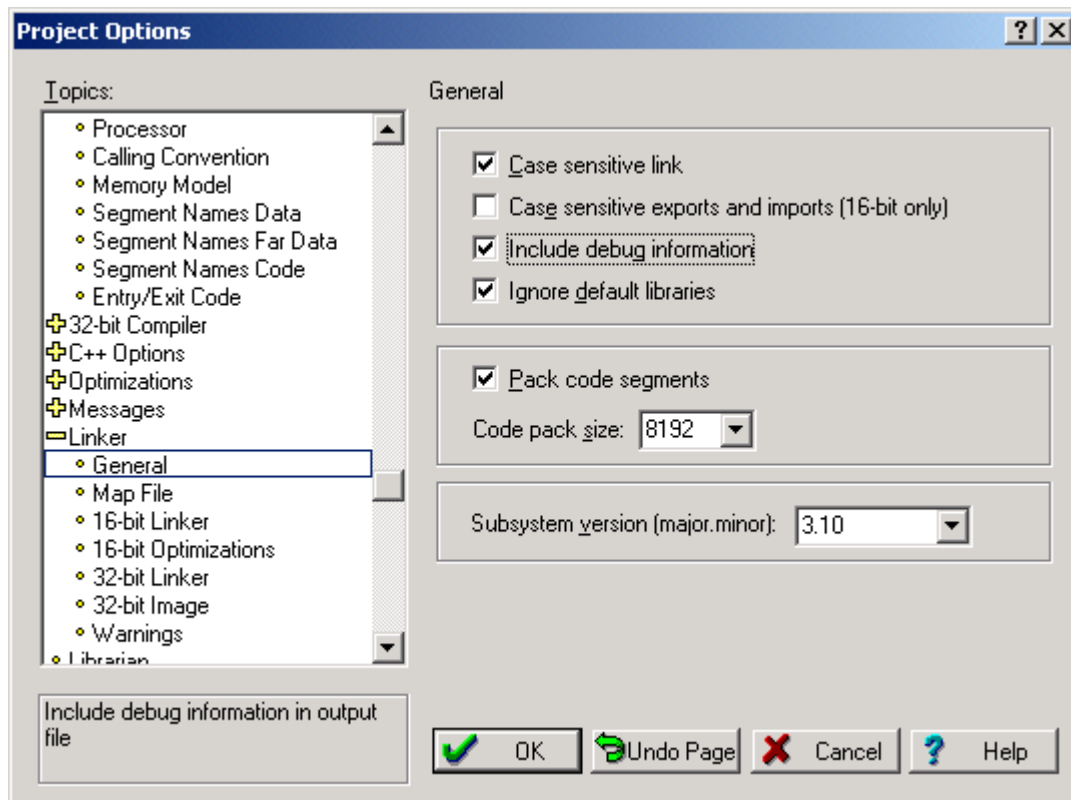 Project Options
Topics:
Processor
Calling Convention
Memory Model
Segment Names Data
Segment Names Far Data
Segment Names Code
Entry/Exit Code
32-bit Compiler
C++ Options
Optimizations
Messages
Linker
General
Map File
16-bit Linker
16-bit Optimizations
32-bit Linker
32-bit Image
Warnings
Librarian
Include debug information in output
file
General
Case sensitive link
Case sensitive exports and imports (16-bit only)
Include debug information
Ignore default libraries
Pack code segments
Code pack size: 8192
Subsystem version (major.minor): 3.10
OK Undo Page Cancel Help